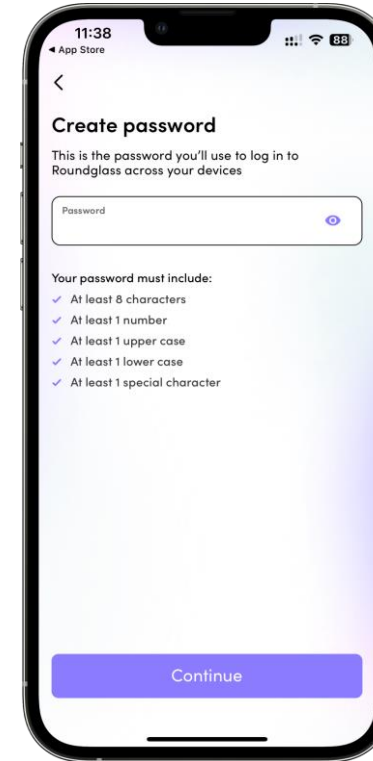 11:38
88
App Store
Create password
This is the password you'll use to log in to
Roundglass across your devices
Password
Your password must include:
At least 8 characters
At least 1 number
At least 1 upper case
At least 1 lower case
At least 1 special character
Continue